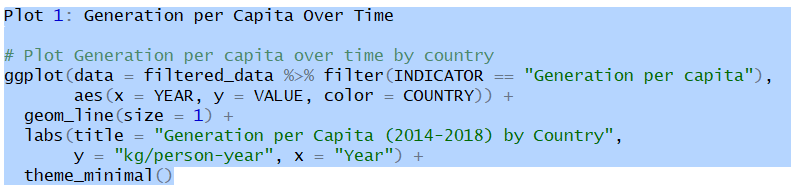 Plot 1: Generation per Capita Over Time
# Plot Generation per capita over time by country
ggplot(data = filtered_data %>% filter(INDICATOR == "Generation per capita"),
       aes(x = YEAR, y = VALUE, color = COUNTRY)) +
  geom_line(size = 1) +
  labs(title = "Generation per Capita (2014-2018) by Country",
       y = "kg/person-year", x = "Year") +
  theme_minimal()